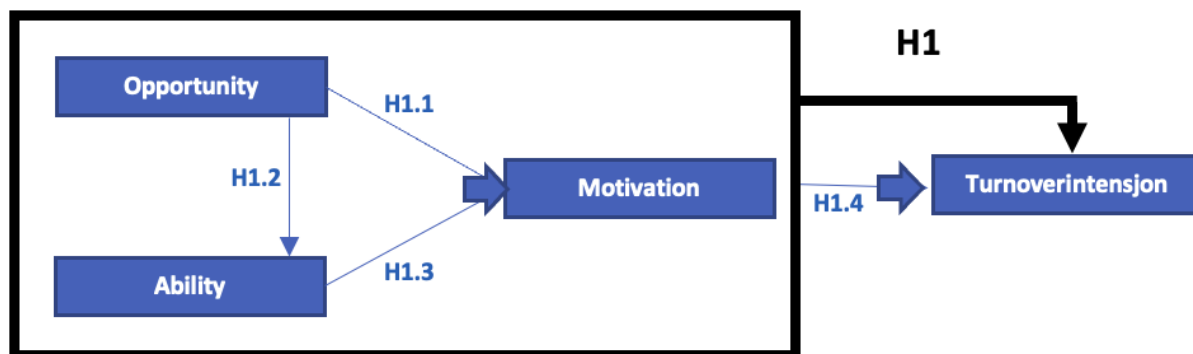 H1
Opportunity
H1.1
H1.2
Motivation
Turnoverintensjon
H1.4
H1.3
Ability